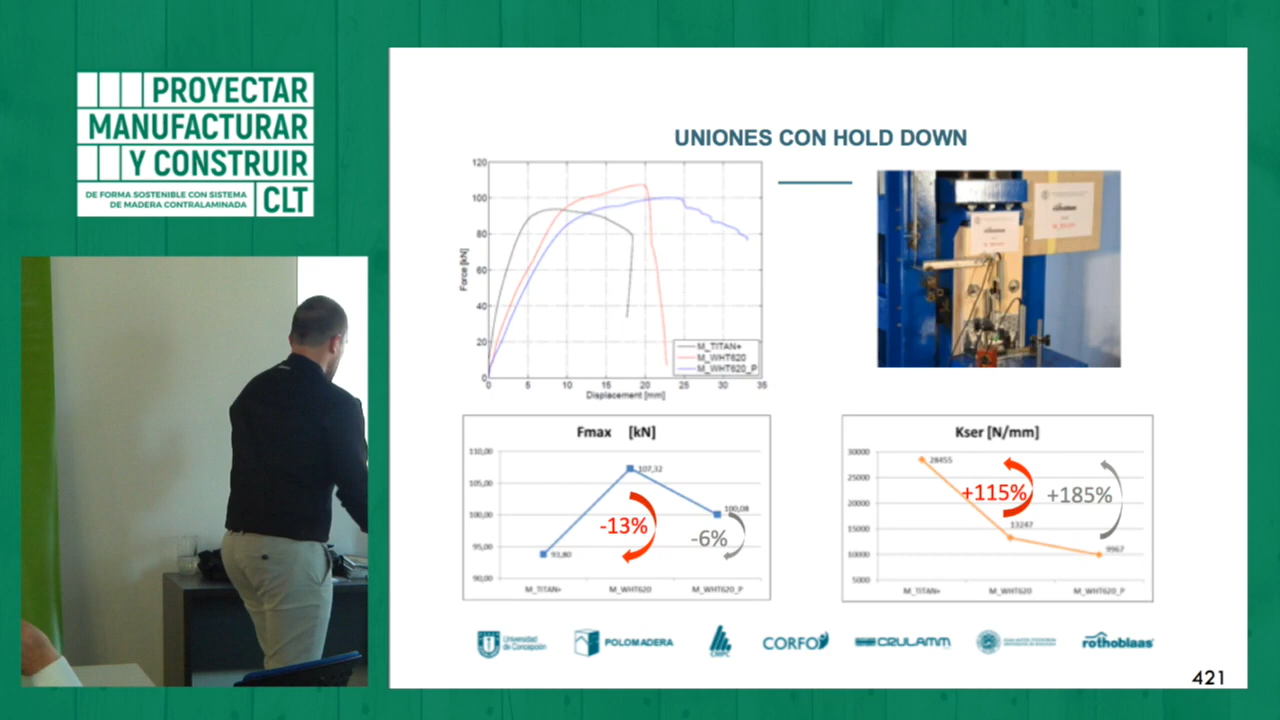 PROYECTAR
MANUFACTURAR
Y CONSTRUIR
DE FORMA SOSTENIBLE CON SISTEMA
DE MADERA CONTRALAMINADA
CLT
UNIONES CON HOLD DOWN
120
100
80
60
40
20
0
Force [kN]
0 5 10 15 20 25 30 35
Displacement [mm]
M_TITAN+
M_WHT620
M_WHT620_P
Fmax [kN]
110,00
105,00
100,00
95,00
90,00
93,80
107,32
100,08
-13%
-6%
M_TITAN+ M_WHT620 M_WHT620_P
Kser [N/mm]
30000
25000
20000
15000
10000
5000
28455
13247
9967
+115%
+185%
M_TITAN+ M_WHT620 M_WHT620_P
Universidad
de Concepción
POLOMADERA
CMPC
CORFO
CRULAMM
rothoblaas
421